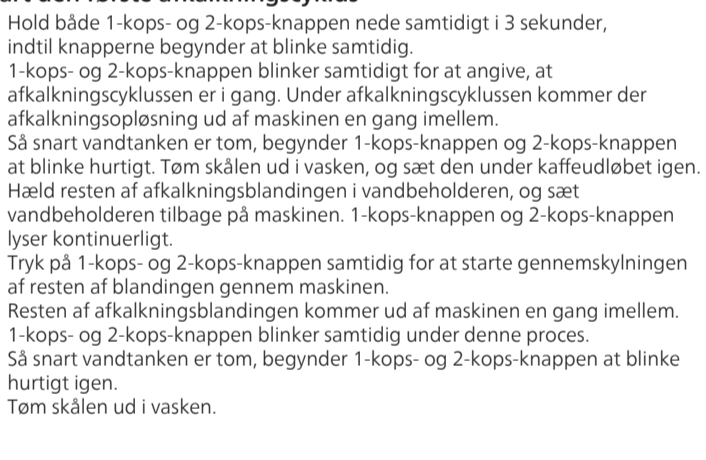 afkalkningscyklus
Hold både 1-kops- og 2-kops-knappen nede samtidigt i 3 sekunder,
indtil knapperne begynder at blinke samtidig.
1-kops- og 2-kops-knappen blinker samtidigt for at angive, at
afkalkningscyklussen er i gang. Under afkalkningscyklussen kommer der
afkalkningsopløsning ud af maskinen en gang imellem.
Så snart vandtanken er tom, begynder 1-kops-knappen og 2-kops-knappen
at blinke hurtigt. Tøm skålen ud i vasken, og sæt den under kaffeudløbet igen.
Hæld resten af afkalkningsblandingen i vandbeholderen, og sæt
vandbeholderen tilbage på maskinen. 1-kops-knappen og 2-kops-knappen
lyser kontinuerligt.
Tryk på 1-kops- og 2-kops-knappen samtidig for at starte gennemskylningen
af resten af blandingen gennem maskinen.
Resten af afkalkningsblandingen kommer ud af maskinen en gang imellem.
1-kops- og 2-kops-knappen blinker samtidig under denne proces.
Så snart vandtanken er tom, begynder 1-kops- og 2-kops-knappen at blinke
hurtigt igen.
Tøm skålen ud i vasken.